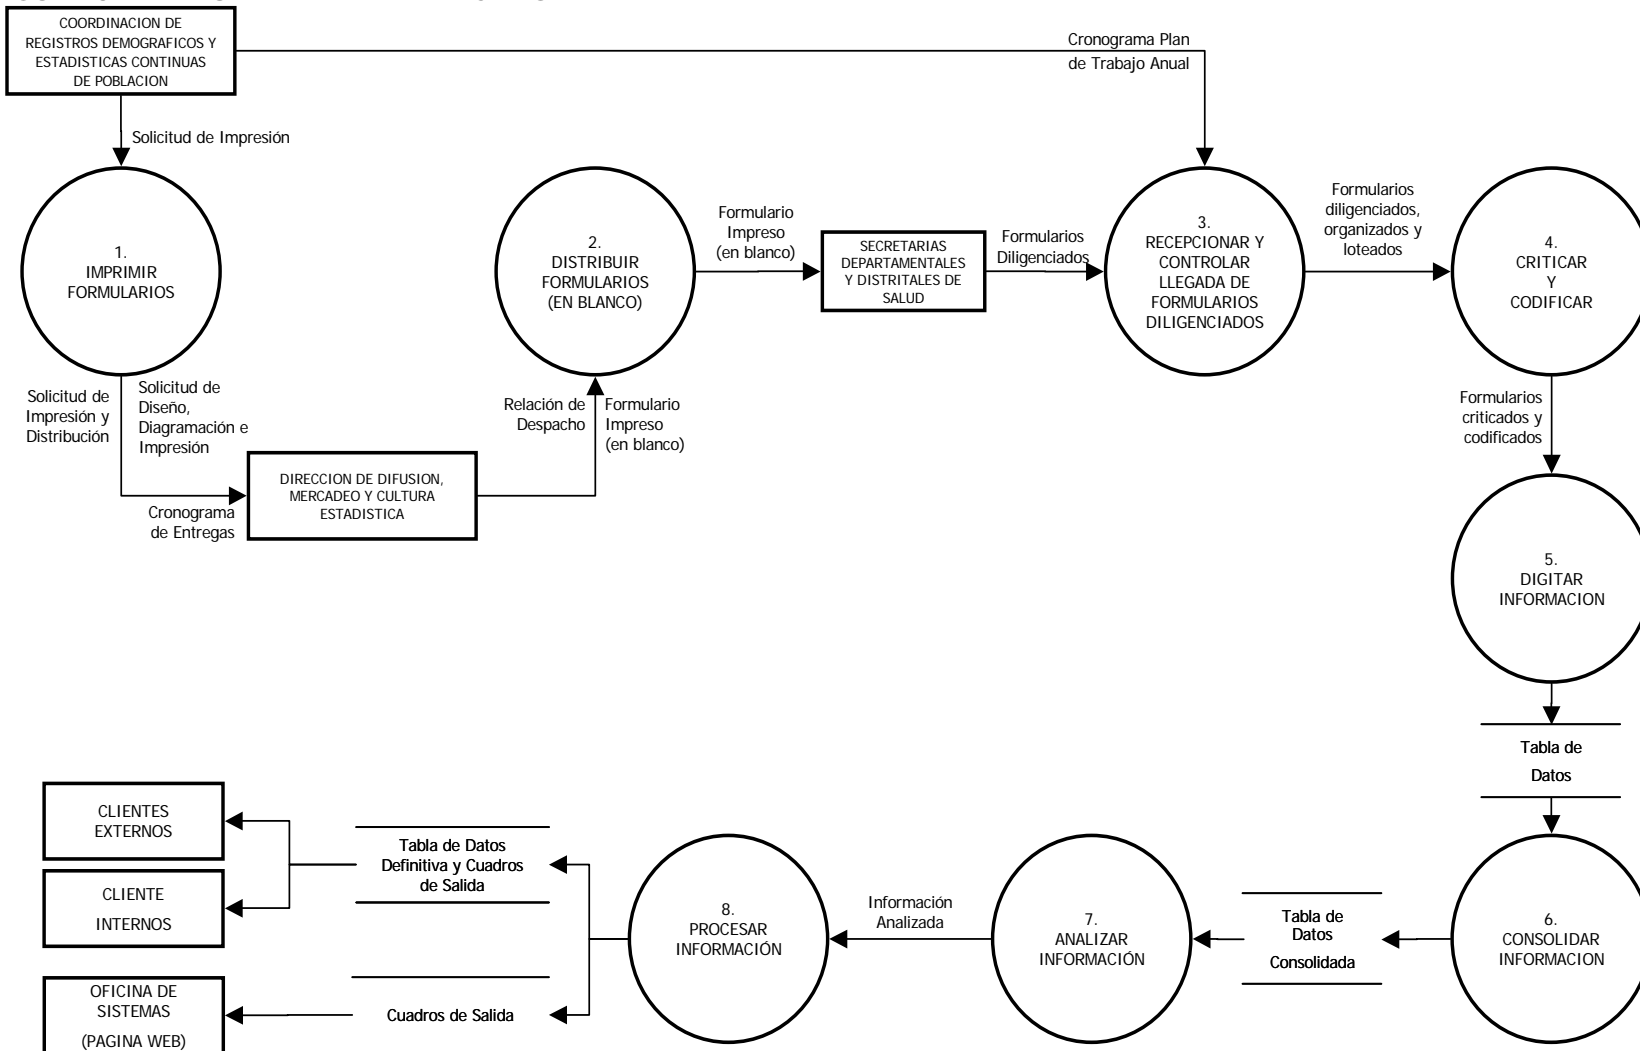 COORDINACION DE
REGISTROS DEMOGRAFICOS Y
ESTADISTICAS CONTINUAS
DE POBLACION
Cronograma Plan
de Trabajo Anual
Solicitud de Impresión
1.
IMPRIMIR
FORMULARIOS
2.
DISTRIBUIR
FORMULARIOS
(EN BLANCO)
Formulario
Impreso
(en blanco)
SECRETARIAS
DEPARTAMENTALES
Y DISTRITALES DE
SALUD
Formularios
Diligenciados
3.
RECEPCIONAR Y
CONTROLAR
LLEGADA DE
FORMULARIOS
DILIGENCIADOS
Formularios
diligenciados,
organizados y
loteados
4.
CRITICAR
Y
CODIFICAR
Solicitud de
Impresión y
Distribución
Solicitud de
Diseño,
Diagramación e
Impresión
Cronograma
de Entregas
DIRECCION DE DIFUSION,
MERCADEO Y CULTURA
ESTADISTICA
Relación de
Despacho
Formulario
Impreso
(en blanco)
Formularios
criticados y
codificados
5.
DIGITAR
INFORMACION
Tabla de
Datos
6.
CONSOLIDAR
INFORMACION
Tabla de
Datos
Consolidada
7.
ANALIZAR
INFORMACIÓN
Información
Analizada
8.
PROCESAR
INFORMACIÓN
Tabla de Datos
Definitiva y Cuadros
de Salida
CLIENTES
EXTERNOS
CLIENTE
INTERNOS
Cuadros de Salida
OFICINA DE
SISTEMAS
(PAGINA WEB)